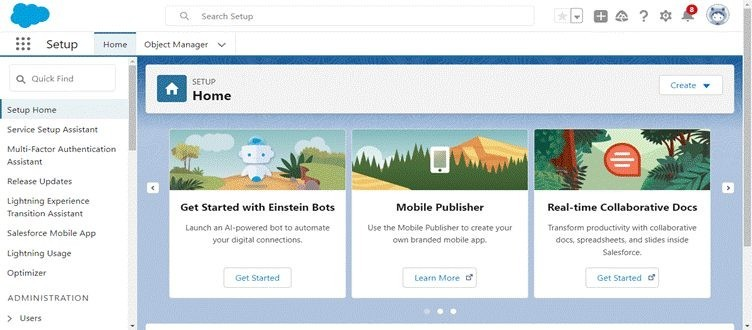 Search Setup
8
Setup
Home
Object Manager
Quick Find
Setup Home
Service Setup Assistant
Multi-Factor Authentication
Assistant
Release Updates
Lightning Experience
Transition Assistant
Salesforce Mobile App
Lightning Usage
Optimizer
ADMINISTRATION
Users
SETUP
Home
Create
Get Started with Einstein Bots
Launch an AI-powered bot to automate
your digital connections.
Get Started
Mobile Publisher
Use the Mobile Publisher to create your
own branded mobile app.
Learn More
Real-time Collaborative Docs
Transform productivity with collaborative
docs, spreadsheets, and slides inside
Salesforce.
Get Started